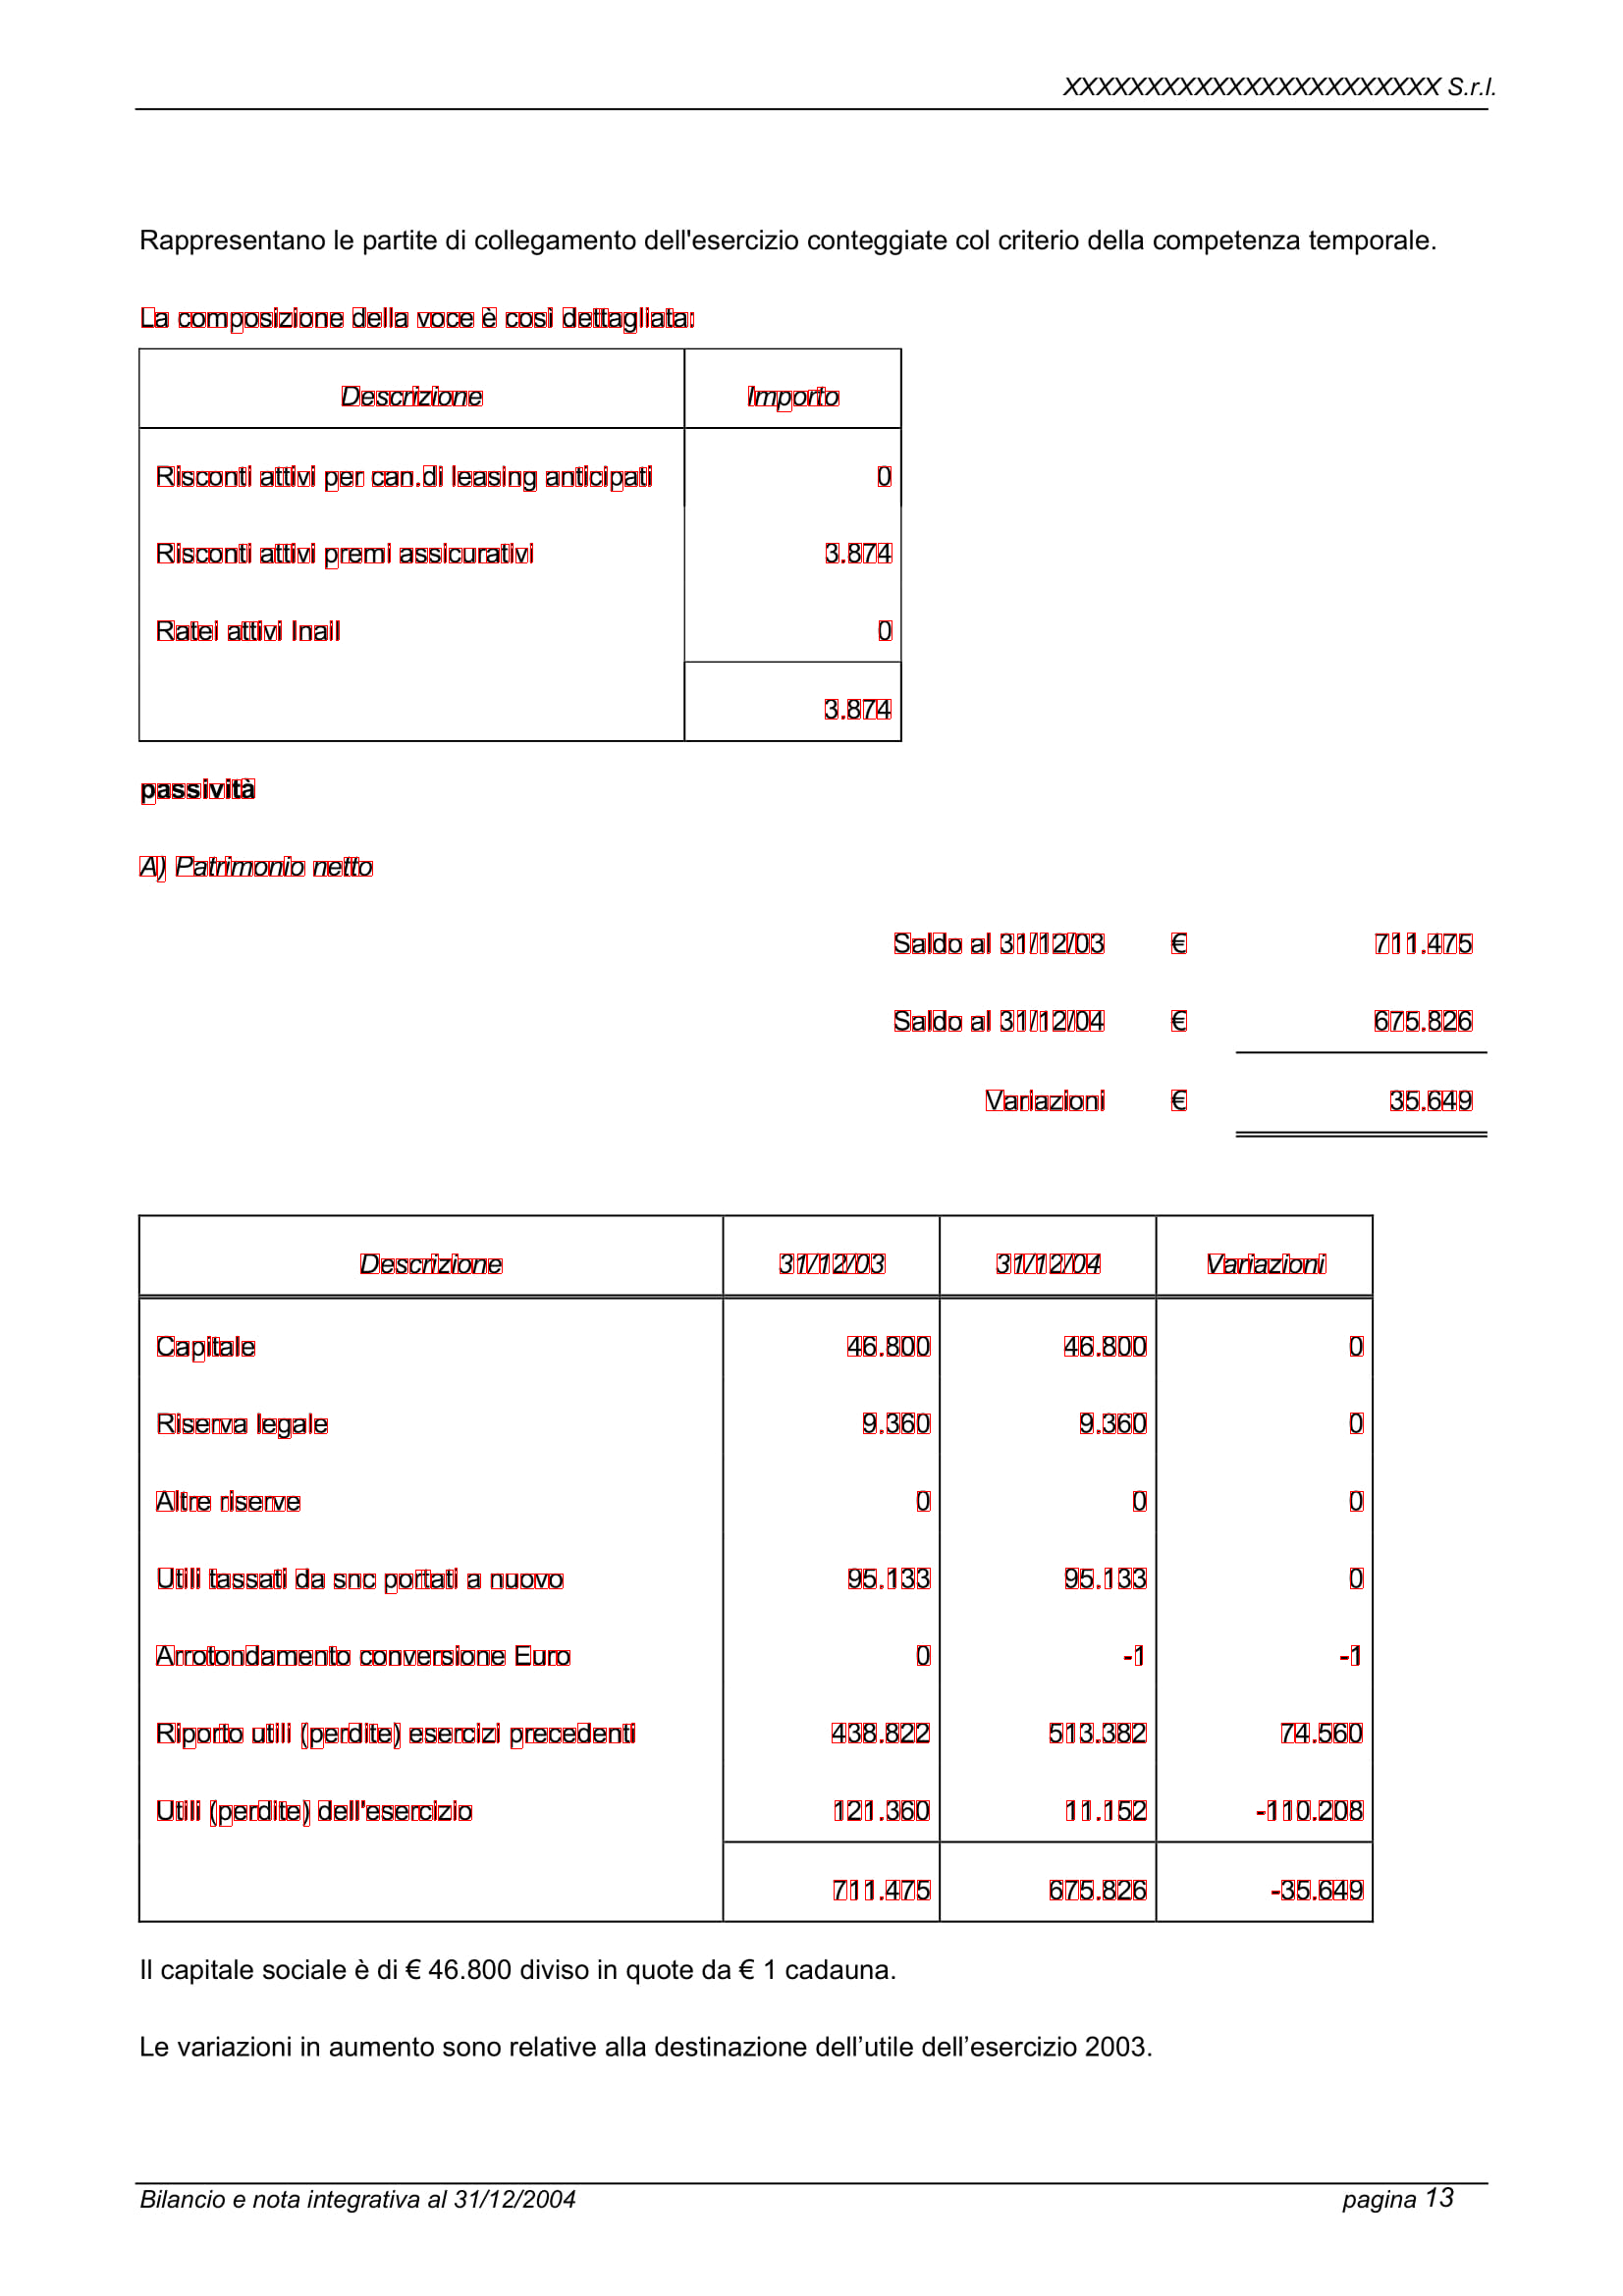 XXXXXXXXXXXXXXXXXXXXXXX S.r.l.
Rappresentano le partite di collegamento dell'esercizio conteggiate col criterio della competenza temporale.
La composizione della voce è così dettagliata:
Descrizione Importo
Risconti attivi per can.di leasing anticipati 0
Risconti attivi premi assicurativi 3.874
Ratei attivi Inail 0
3.874
passività
A) Patrimonio netto
Saldo al 31/12/03 € 711.475
Saldo al 31/12/04 € 675.826
Variazioni € 35.649
Descrizione 31/12/03 31/12/04 Variazioni
Capitale 46.800 46.800 0
Riserva legale 9.360 9.360 0
Altre riserve 0 0 0
Utili tassati da snc portati a nuovo 95.133 95.133 0
Arrotondamento conversione Euro 0 -1 -1
Riporto utili (perdite) esercizi precedenti 438.822 513.382 74.560
Utili (perdite) dell'esercizio 121.360 11.152 -110.208
711.475 675.826 -35.649
Il capitale sociale è di € 46.800 diviso in quote da € 1 cadauna.
Le variazioni in aumento sono relative alla destinazione dell’utile dell’esercizio 2003.
Bilancio e nota integrativa al 31/12/2004 pagina 13